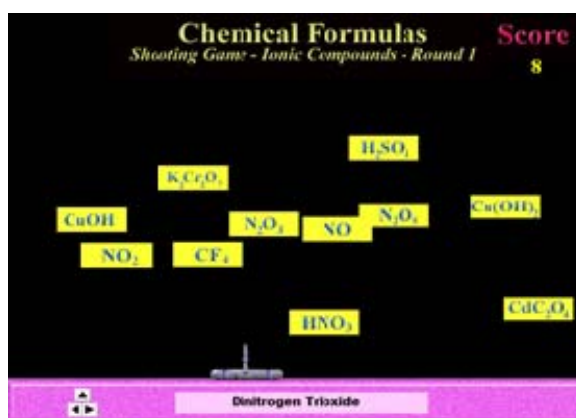 Chemical Formulas
Shooting Game - Ionic Compounds - Round 1
Score
8
H₂SO₄
K₂Cr₂O₇
CuOH
N₂O₃
NO
Cu(OH)₂
NO₂
CF₄
HNO₃
CdC₂O₄
Dinitrogen Trioxide